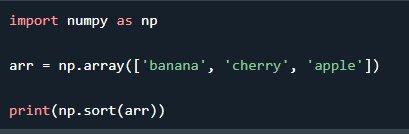 import numpy as np
arr = np.array(['banana', 'cherry', 'apple'])
print(np.sort(arr))